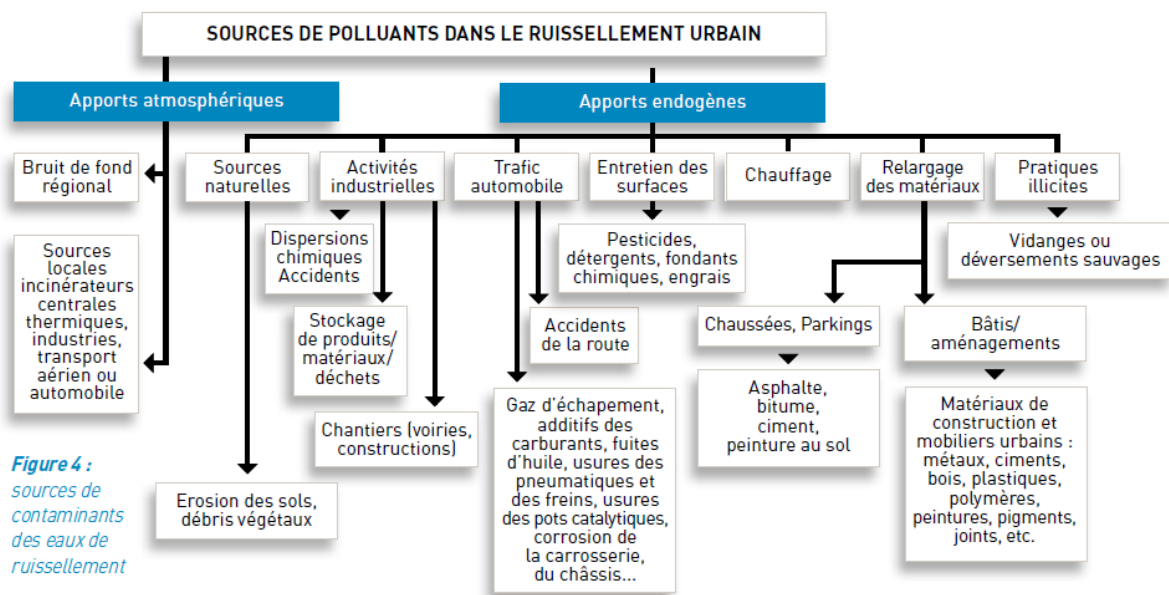 SOURCES DE POLLUANTS DANS LE RUISSELLEMENT URBAIN
Apports atmosphériques
Apports endogènes
Bruit de fond
régional
Sources
locales
incinérateurs
centrales
thermiques,
industries,
transport
aérien ou
automobile
Sources
naturelles
Erosion des sols,
débris végétaux
Activités
industrielles
Dispersions
chimiques
Accidents
Stockage
de produits/
matériaux/
déchets
Chantiers (voiries,
constructions)
Trafic
automobile
Accidents
de la route
Gaz d'échapement,
additifs des
carburants, fuites
d'huile, usures des
pneumatiques et
des freins, usures
des pots catalytiques,
corrosion de
la carrosserie,
du châssis...
Entretien des
surfaces
Pesticides,
détergents, fondants
chimiques, engrais
Chauffage
Relargage
des matériaux
Chaussées, Parkings
Asphalte,
bitume,
ciment,
peinture au sol
Bâtis/
aménagements
Matériaux de
construction et
mobiliers urbains :
métaux, ciments,
bois, plastiques,
polymères,
peintures, pigments,
joints, etc.
Pratiques
illicites
Vidanges ou
déversements sauvages
Figure 4 :
sources de
contaminants
des eaux de
ruissellement